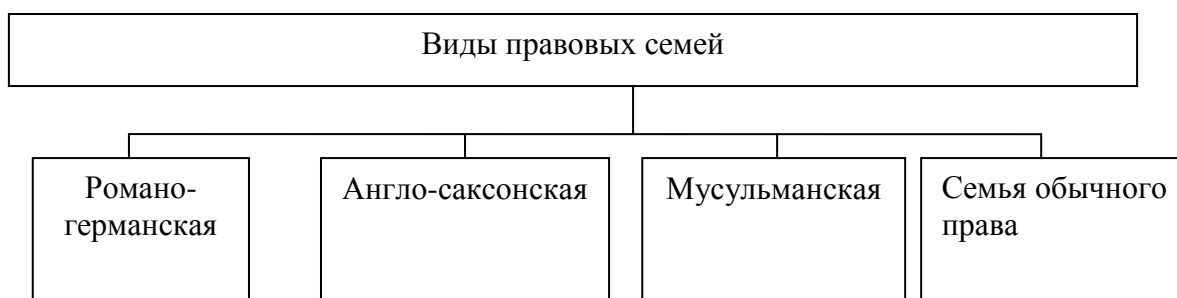 Виды правовых семей
Романо-
германская
Англо-саксонская
Мусульманская
Семья обычного
права